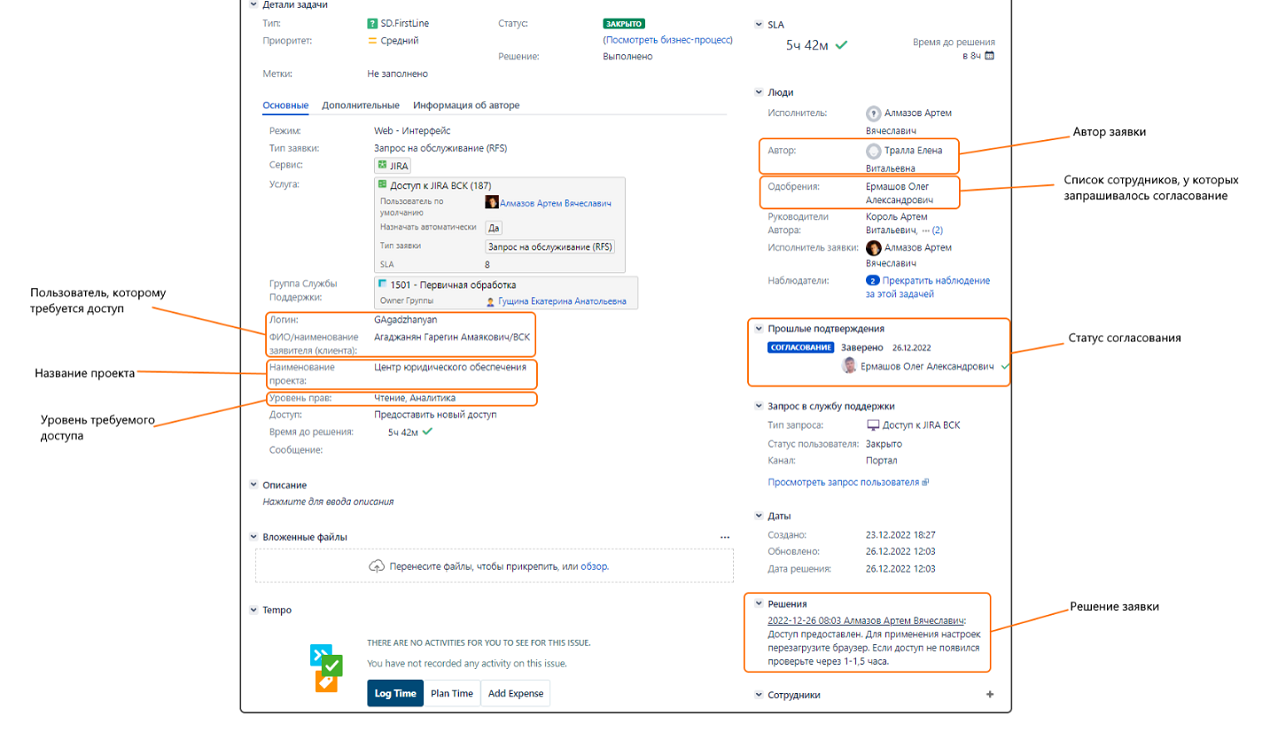 Детали задачи
Тип: SD.FirstLine Статус: ЗАКРЫТО
Приоритет: Средний (Посмотреть бизнес-процесс)
Решение: Выполнено
Метки: Не заполнено
Основные Дополнительные Информация об авторе
Режим: Web - Интерфейс
Тип заявки: Запрос на обслуживание (RFS)
Сервис: JIRA
Услуга: Доступ к JIRA ВСК (187)
Пользователь по
умолчанию
Алмазов Артем Вячеславич
Назначать автоматически Да
Тип заявки Запрос на обслуживание (RFS)
SLA 8
Группа Службы
Поддержки:
1501 - Первичная обработка
Owner Группы Гущина Екатерина Анатольевна
Логин: GAgadzhanyan
ФИО/наименование
заявителя (клиента):
Агаджанян Гарегин Амаякович/ВСК
Наименование
проекта:
Центр юридического обеспечения
Уровень прав: Чтение, Аналитика
Доступ: Предоставить новый доступ
Время до решения: 5ч 42м
Сообщение:
Описание
Нажмите для ввода описания
Вложенные файлы ...
Перенесите файлы, чтобы прикрепить, или обзор.
Tempo
THERE ARE NO ACTIVITIES FOR YOU TO SEE FOR THIS ISSUE.
You have not recorded any activity on this issue.
Log Time Plan Time Add Expense
SLA
5ч 42м Время до решения
в 8ч
Люди
Исполнитель: Алмазов Артем
Вячеславич
Автор: Тралла Елена
Витальевна
Одобрения: Ермашов Олег
Александрович
Руководители
Автора:
Король Артем
Витальевич, ... (2)
Исполнитель заявки: Алмазов Артем
Вячеславич
Наблюдатели: 2 Прекратить наблюдение
за этой задачей
Прошлые подтверждения
СОГЛАСОВАНИЕ Заверено 26.12.2022
Ермашов Олег Александрович
Запрос в службу поддержки
Тип запроса: Доступ к JIRA ВСК
Статус пользователя: Закрыто
Канал: Портал
Просмотреть запрос пользователя
Даты
Создано: 23.12.2022 18:27
Обновлено: 26.12.2022 12:03
Дата решения: 26.12.2022 12:03
Решения
2022-12-26 08:03 Алмазов Артем Вячеславич:
Доступ предоставлен. Для применения настроек
перезагрузите браузер. Если доступ не появился
проверьте через 1-1,5 часа.
Сотрудники +
Пользователь, которому
требуется доступ
Название проекта
Уровень требуемого
доступа
Автор заявки
Список сотрудников, у которых
запрашивалось согласование
Статус согласования
Решение заявки